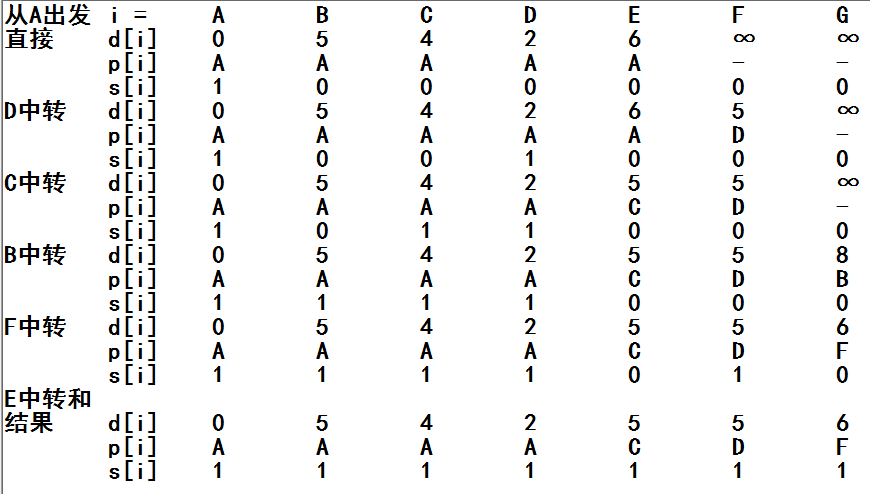 从A出发 i = A B C D E F G
直接 d[i] 0 5 4 2 6 ∞ ∞
p[i] A A A A A - -
s[i] 1 0 0 0 0 0 0
D中转 d[i] 0 5 4 2 6 5 ∞
p[i] A A A A A D -
s[i] 1 0 0 1 0 0 0
C中转 d[i] 0 5 4 2 5 5 ∞
p[i] A A A A C D -
s[i] 1 0 1 1 0 0 0
B中转 d[i] 0 5 4 2 5 5 8
p[i] A A A A C D B
s[i] 1 1 1 1 0 0 0
F中转 d[i] 0 5 4 2 5 5 6
p[i] A A A A C D F
s[i] 1 1 1 1 0 1 0
E中转和
结果 d[i] 0 5 4 2 5 5 6
p[i] A A A A C D F
s[i] 1 1 1 1 1 1 1